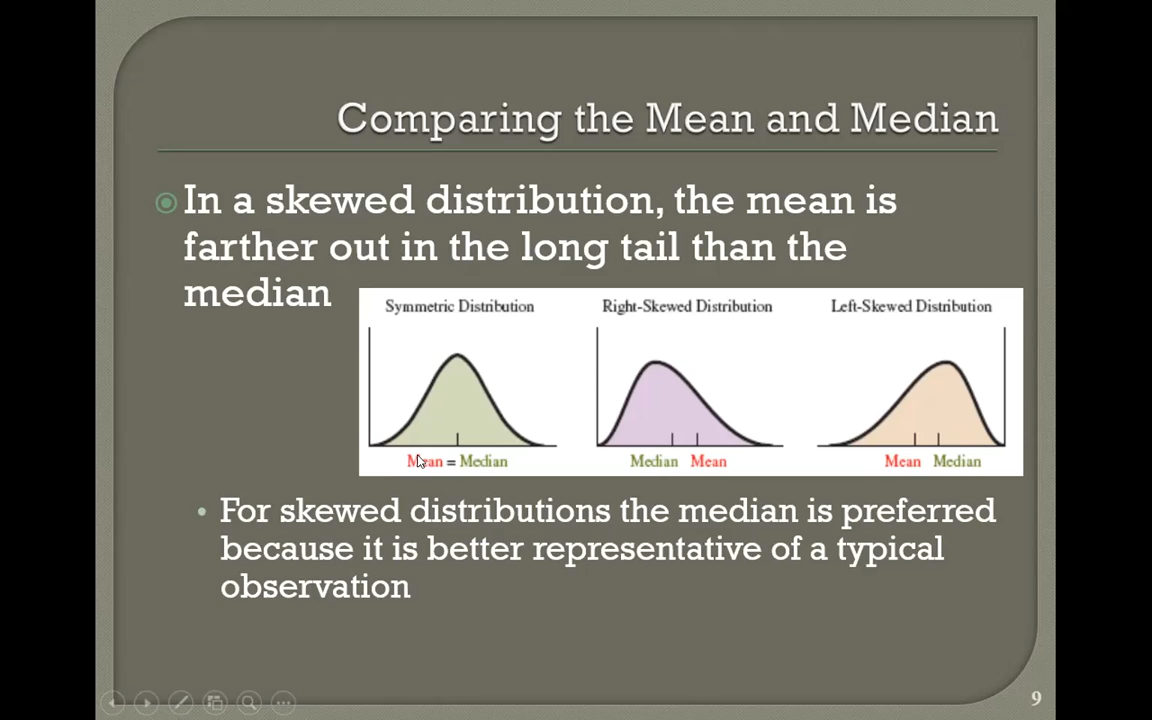 Comparing the Mean and Median
In a skewed distribution, the mean is
farther out in the long tail than the
median
Symmetric Distribution
Right-Skewed Distribution
Left-Skewed Distribution
Mean = Median
Median Mean
Mean Median
For skewed distributions the median is preferred
because it is better representative of a typical
observation
9